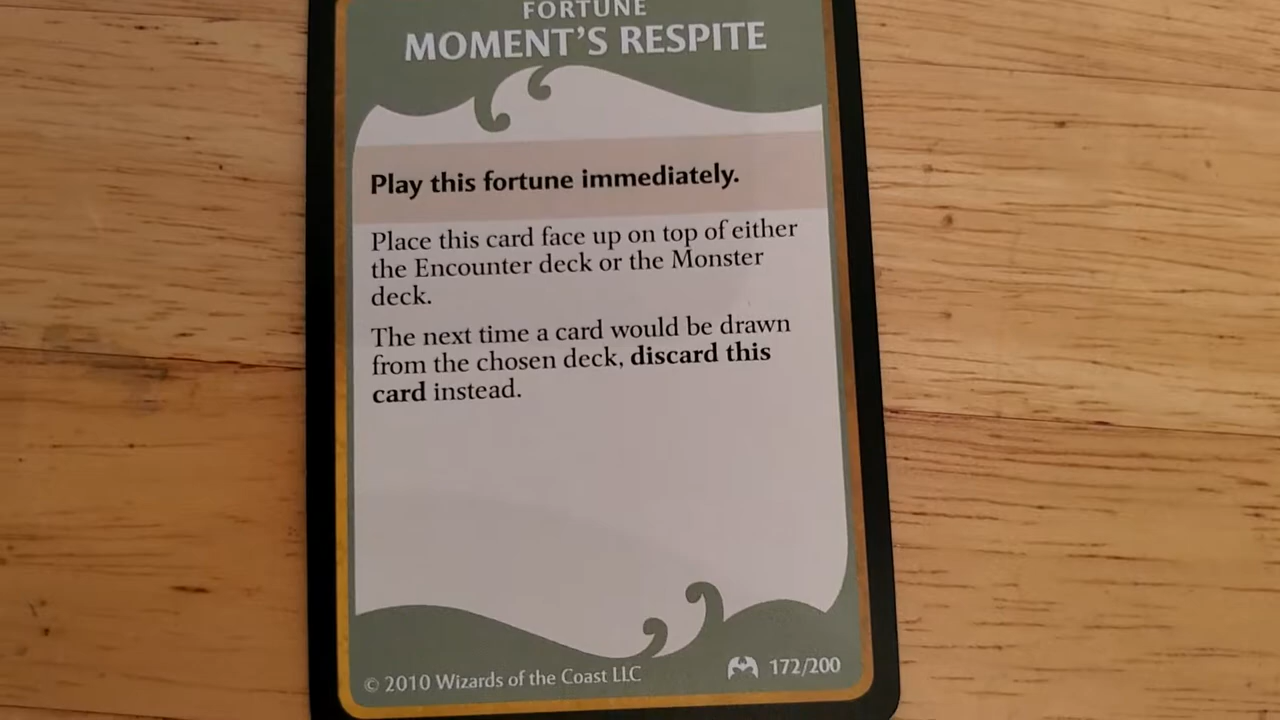 FORTUNE
MOMENT'S RESPITE
Play this fortune immediately.
Place this card face up on top of either
the Encounter deck or the Monster
deck.
The next time a card would be drawn
from the chosen deck, discard this
card instead.
© 2010 Wizards of the Coast LLC
172/200